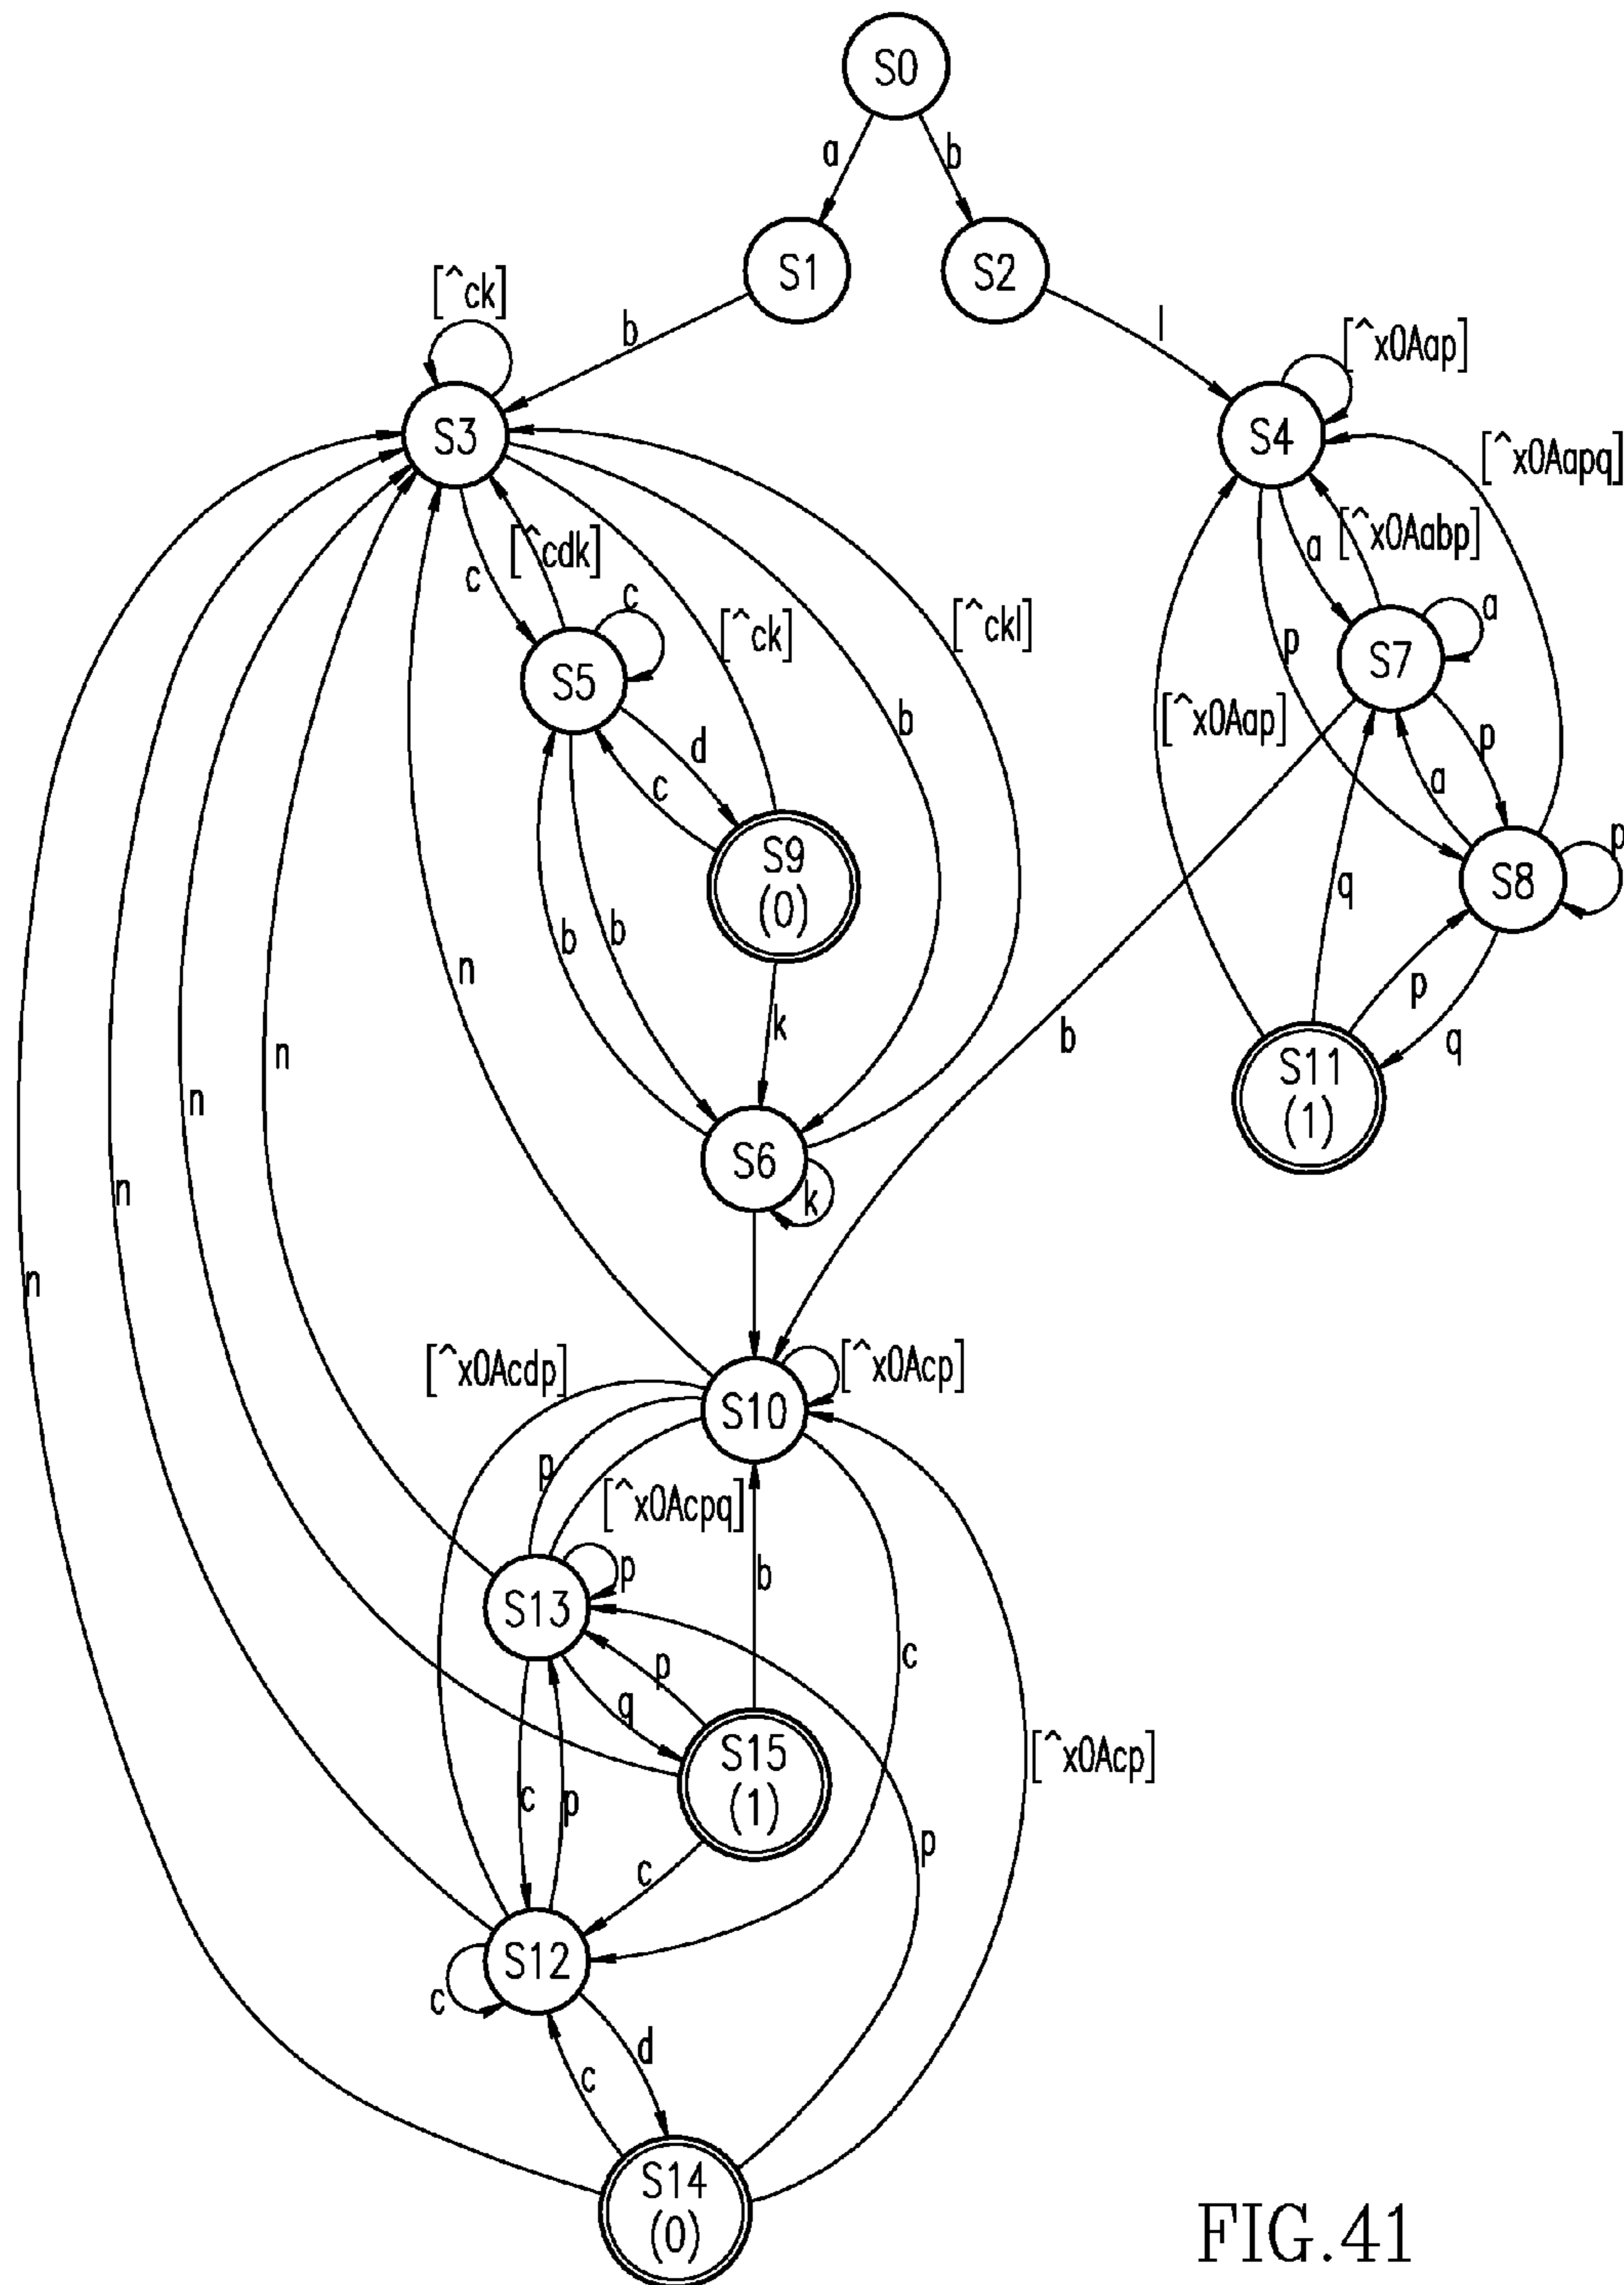 S0
a
b
S1
S2
[^ck]
b
l
[^x0Aap]
S3
S4
[^x0Aapq]
[^cdk]
a
[^x0Aabp]
c
c
[^ck]
[^ckl]
a
p
S5
S7
[^x0Aap]
b
p
d
c
a
p
S9
(0)
S8
q
b
b
n
p
k
b
q
n
S11
(1)
n
S6
k
n
n
[^x0Acdp]
[^x0Acp]
S10
p
[^x0Acpq]
p
b
S13
c
p
q
S15
(1)
[^x0Acp]
c
p
p
c
S12
c
d
c
S14
(0)
FIG.41